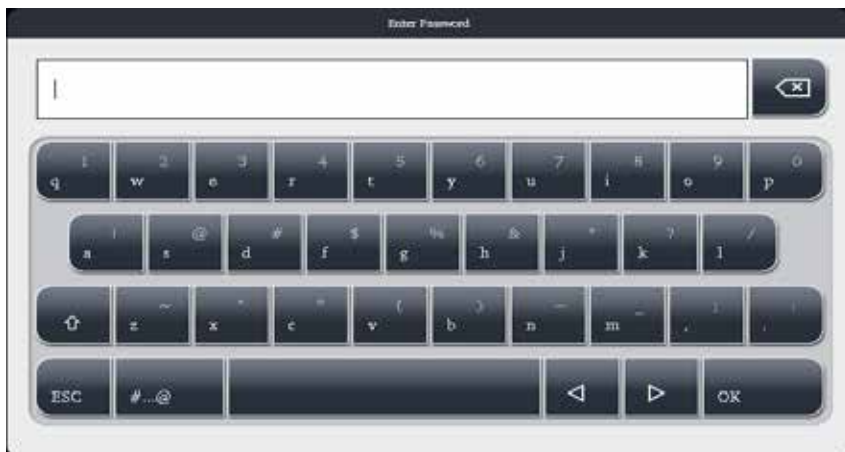 Enter Password
1 2 3 4 5 6 7 8 9 0
q w e r t y u i o p
! @ # $ % & * ? /
a s d f g h j k l
~ " ( ) _
z x c v b n m , .
ESC #...@ OK